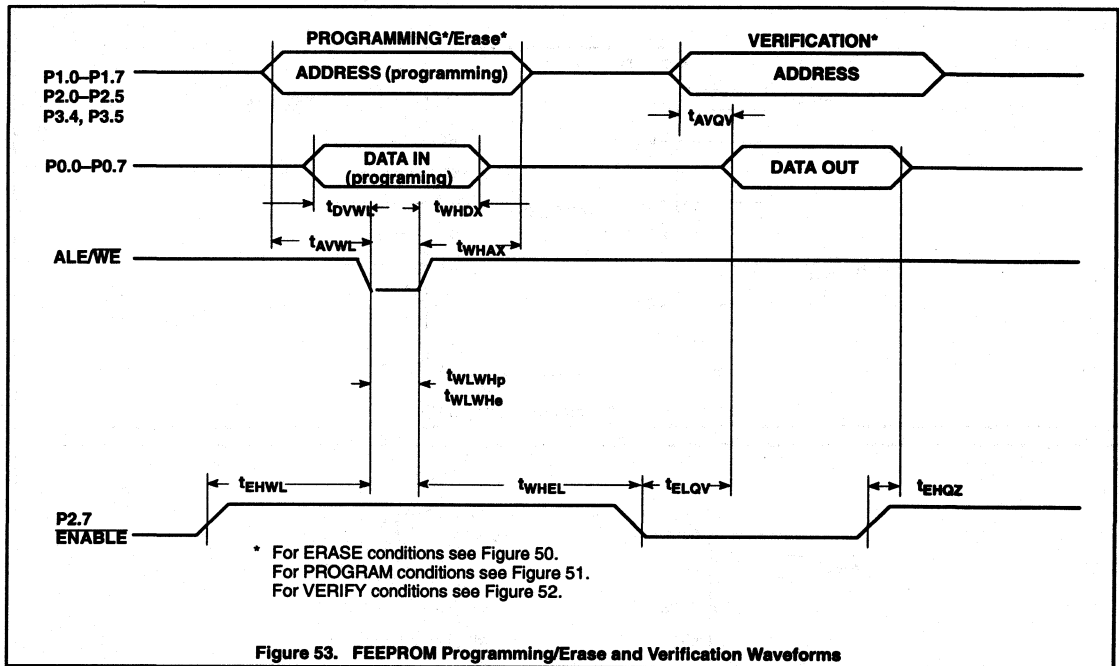 PROGRAMMING*/Erase*
VERIFICATION*
P1.0–P1.7
P2.0–P2.5
P3.4, P3.5
ADDRESS (programming)
ADDRESS
tAVQV
P0.0–P0.7
DATA IN
(programing)
DATA OUT
tDVWL
tWHDX
tAVWL
tWHAX
ALE/WE
tWLWHp
tWLWHe
tEHWL
tWHEL
tELQV
tEHQZ
P2.7
ENABLE
* For ERASE conditions see Figure 50.
For PROGRAM conditions see Figure 51.
For VERIFY conditions see Figure 52.
Figure 53. FEEPROM Programming/Erase and Verification Waveforms